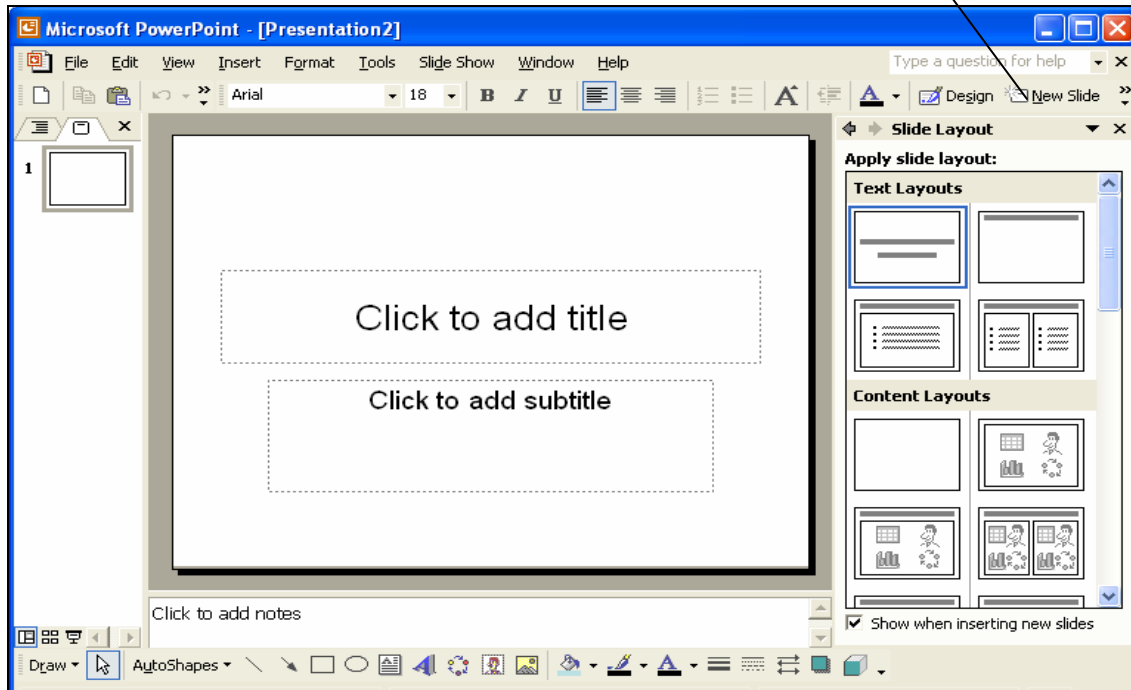 Microsoft PowerPoint - [Presentation2]
File Edit View Insert Format Tools Slide Show Window Help Type a question for help
Arial 18 B I U A A Design New Slide
Slide Layout
1
Apply slide layout:
Text Layouts
Click to add title
Click to add subtitle
Content Layouts
Click to add notes
Show when inserting new slides
Draw AutoShapes A A